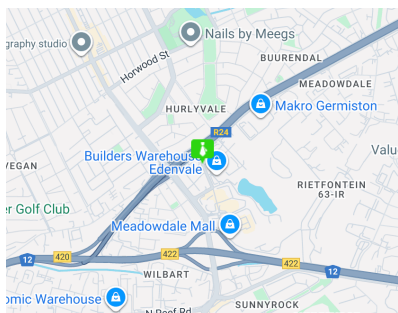 graphy studio
Nails by Meegs
Horwood St
BUURENDAL
MEADOWDALE
HURLYVALE
Makro Germiston
R24
Builders Warehouse
Edenvale
VEGAN
RIETFONTEIN
63-IR
Valu
er Golf Club
Meadowdale Mall
12
420
422
422
12
WILBART
omic Warehouse
N Reef Rd
SUNNYROCK